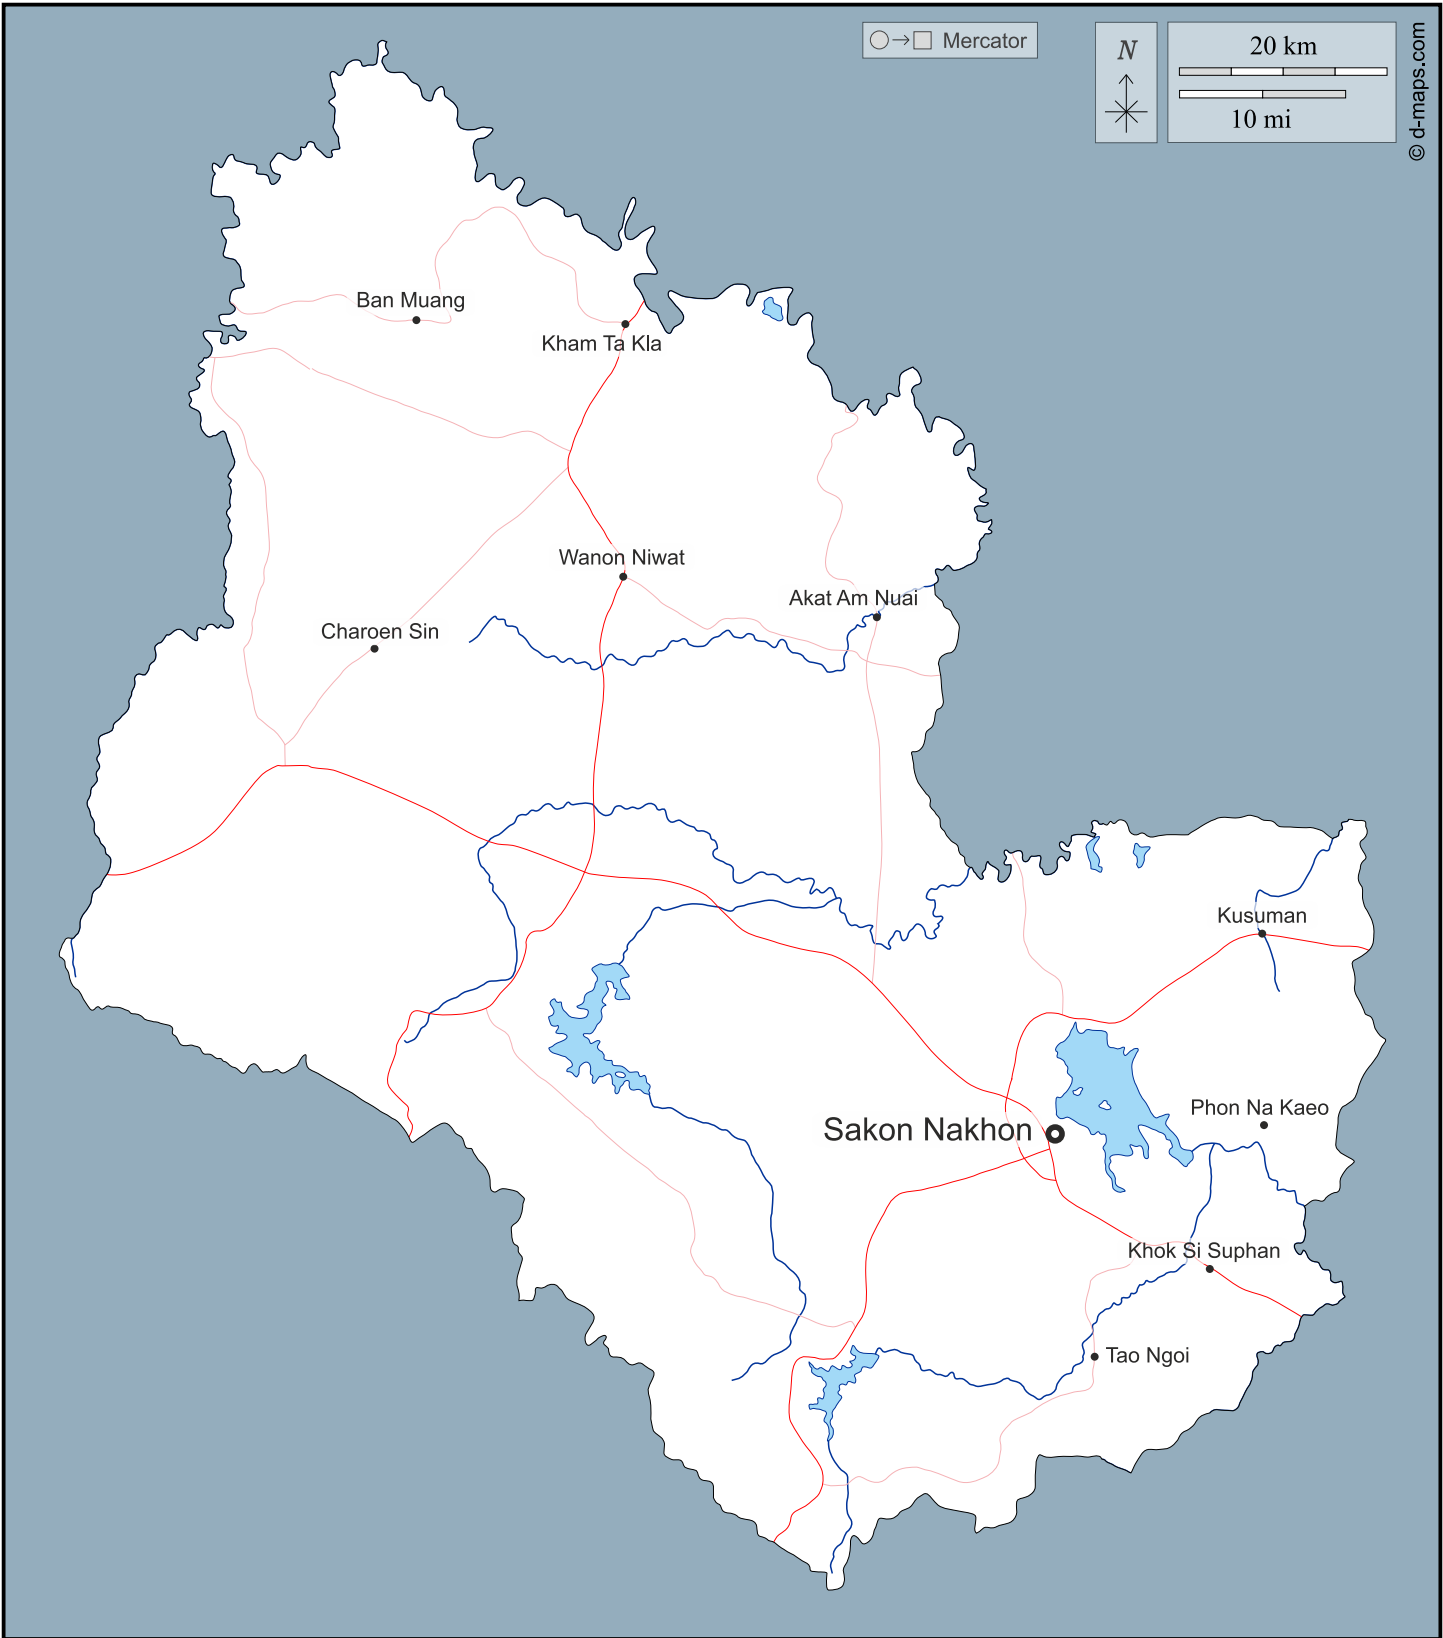 Mercator
N
20 km
10 mi
© d-maps.com
Ban Muang
Kham Ta Kla
Wanon Niwat
Akat Am Nuai
Charoen Sin
Kusuman
Phon Na Kaeo
Sakon Nakhon
Khok Si Suphan
Tao Ngoi